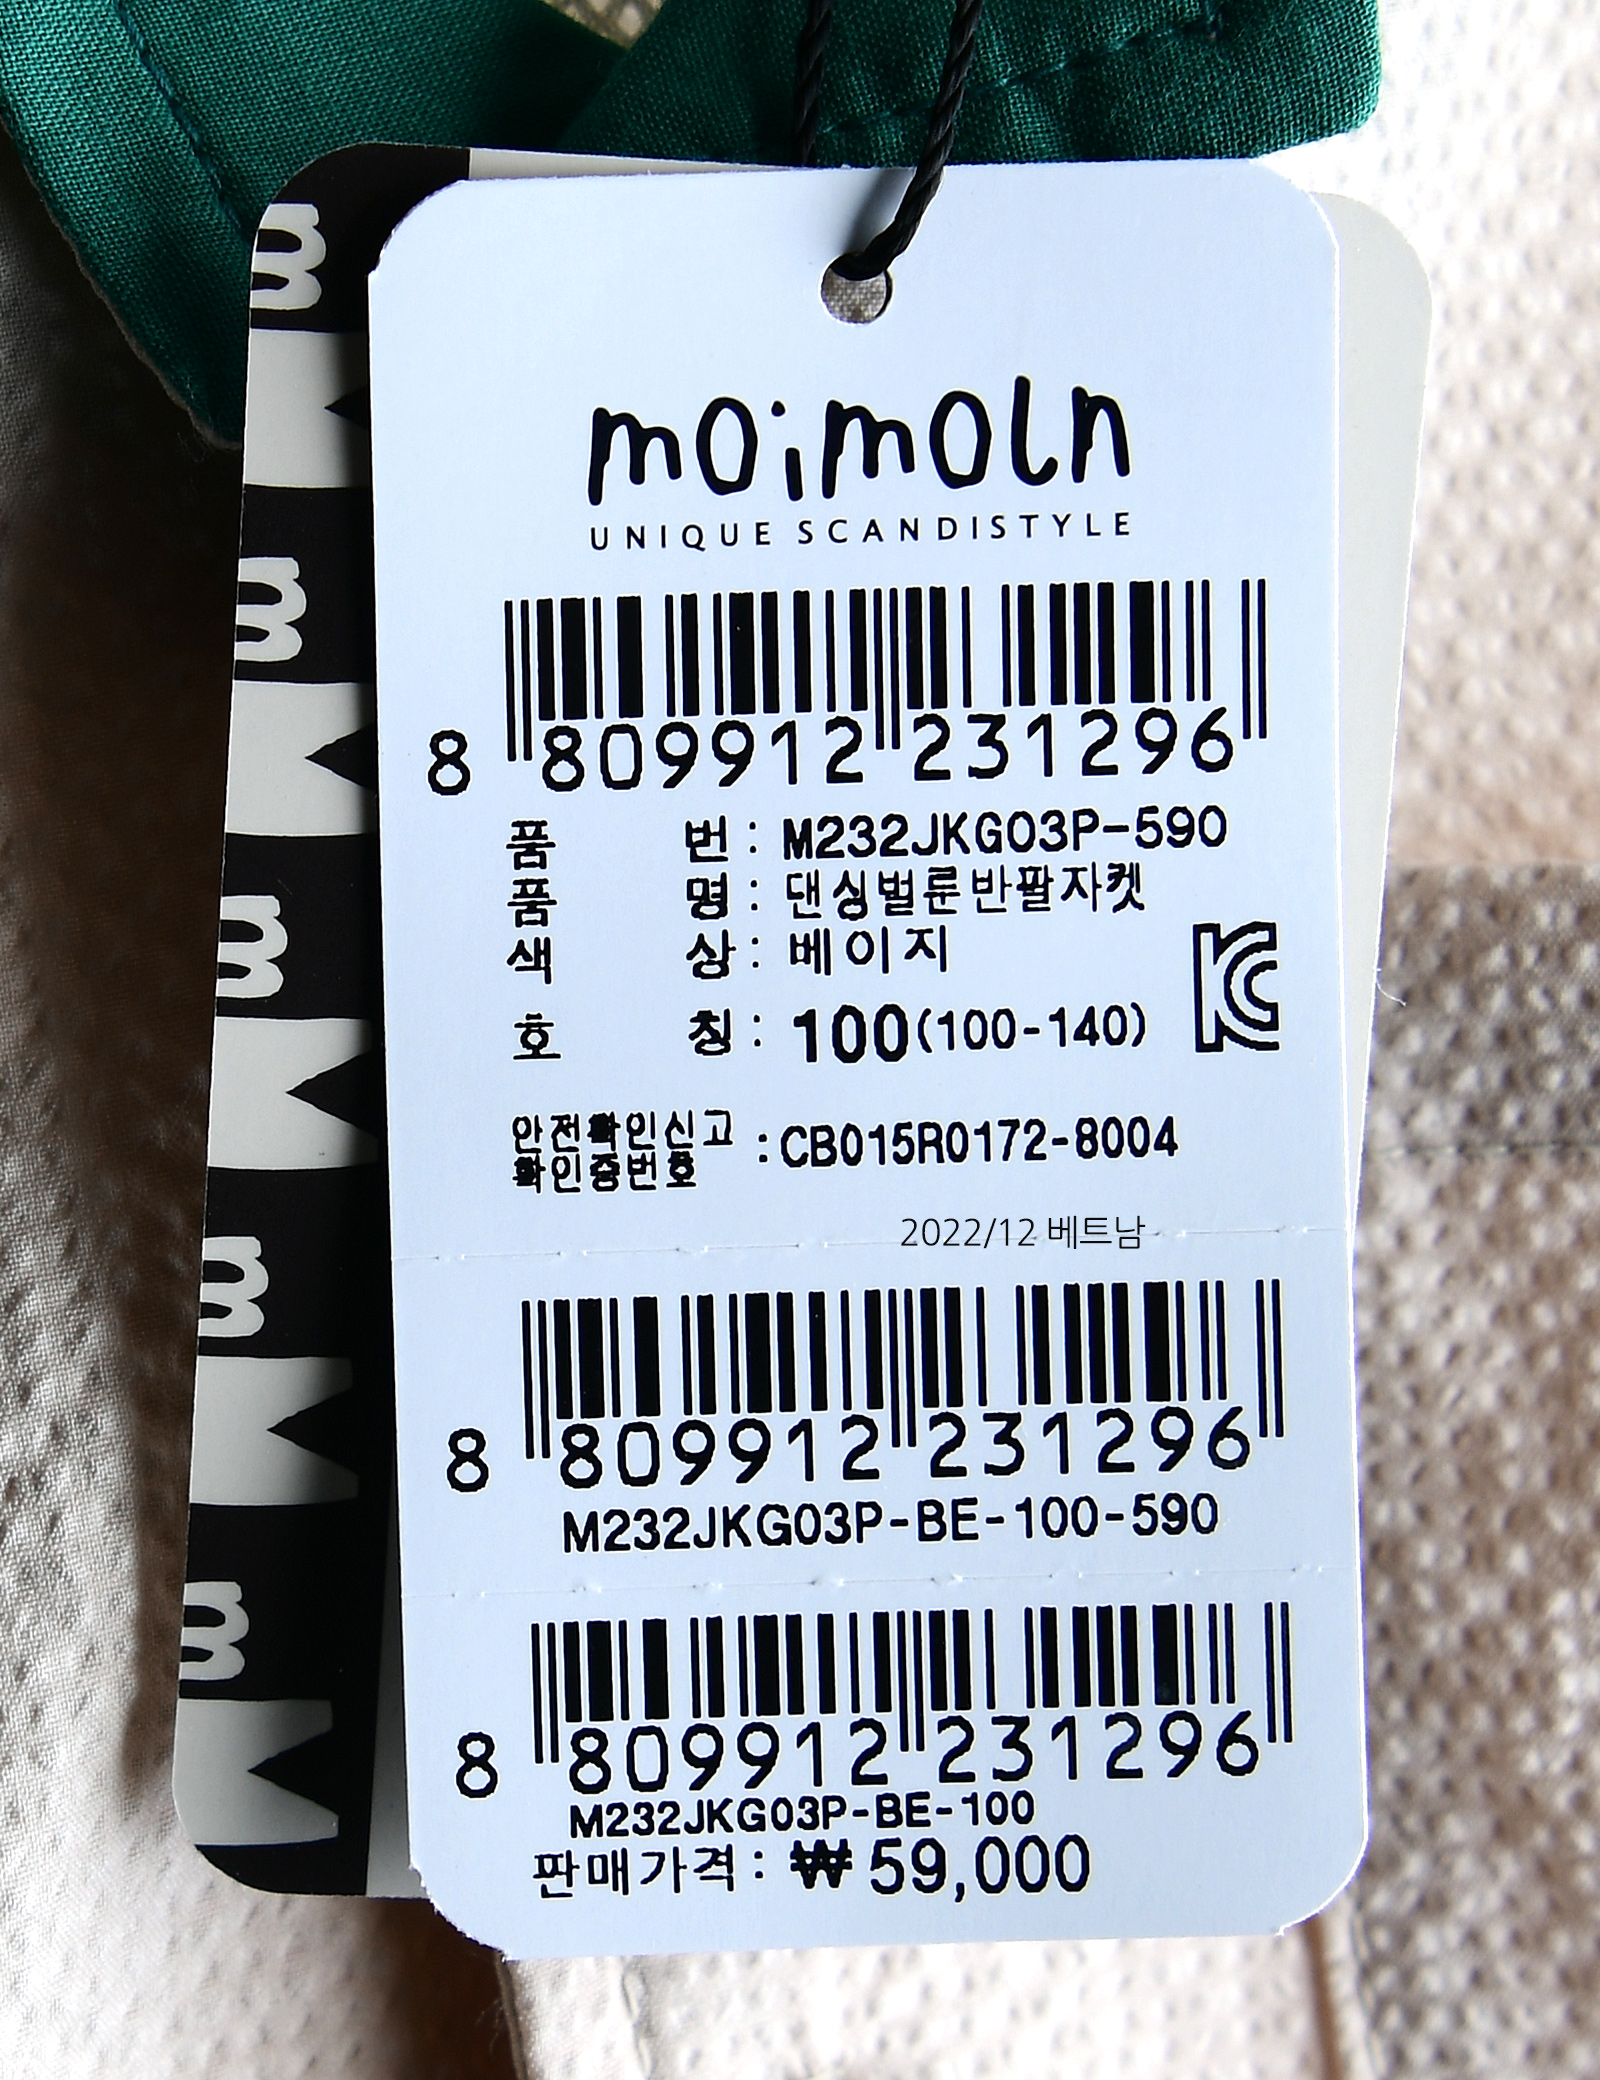 moimoln
UNIQUE SCANDISTYLE
8 809912 231296
품 번 : M232JKG03P-590
품 명 : 댄싱벌룬반팔자켓
색 상 : 베이지
호 칭 : 100(100-140)
안전확인신고
확인증번호 : CB015R0172-8004
2022/12 베트남
8 809912 231296
M232JKG03P-BE-100-590
8 809912 231296
M232JKG03P-BE-100
판매가격 : ₩59,000